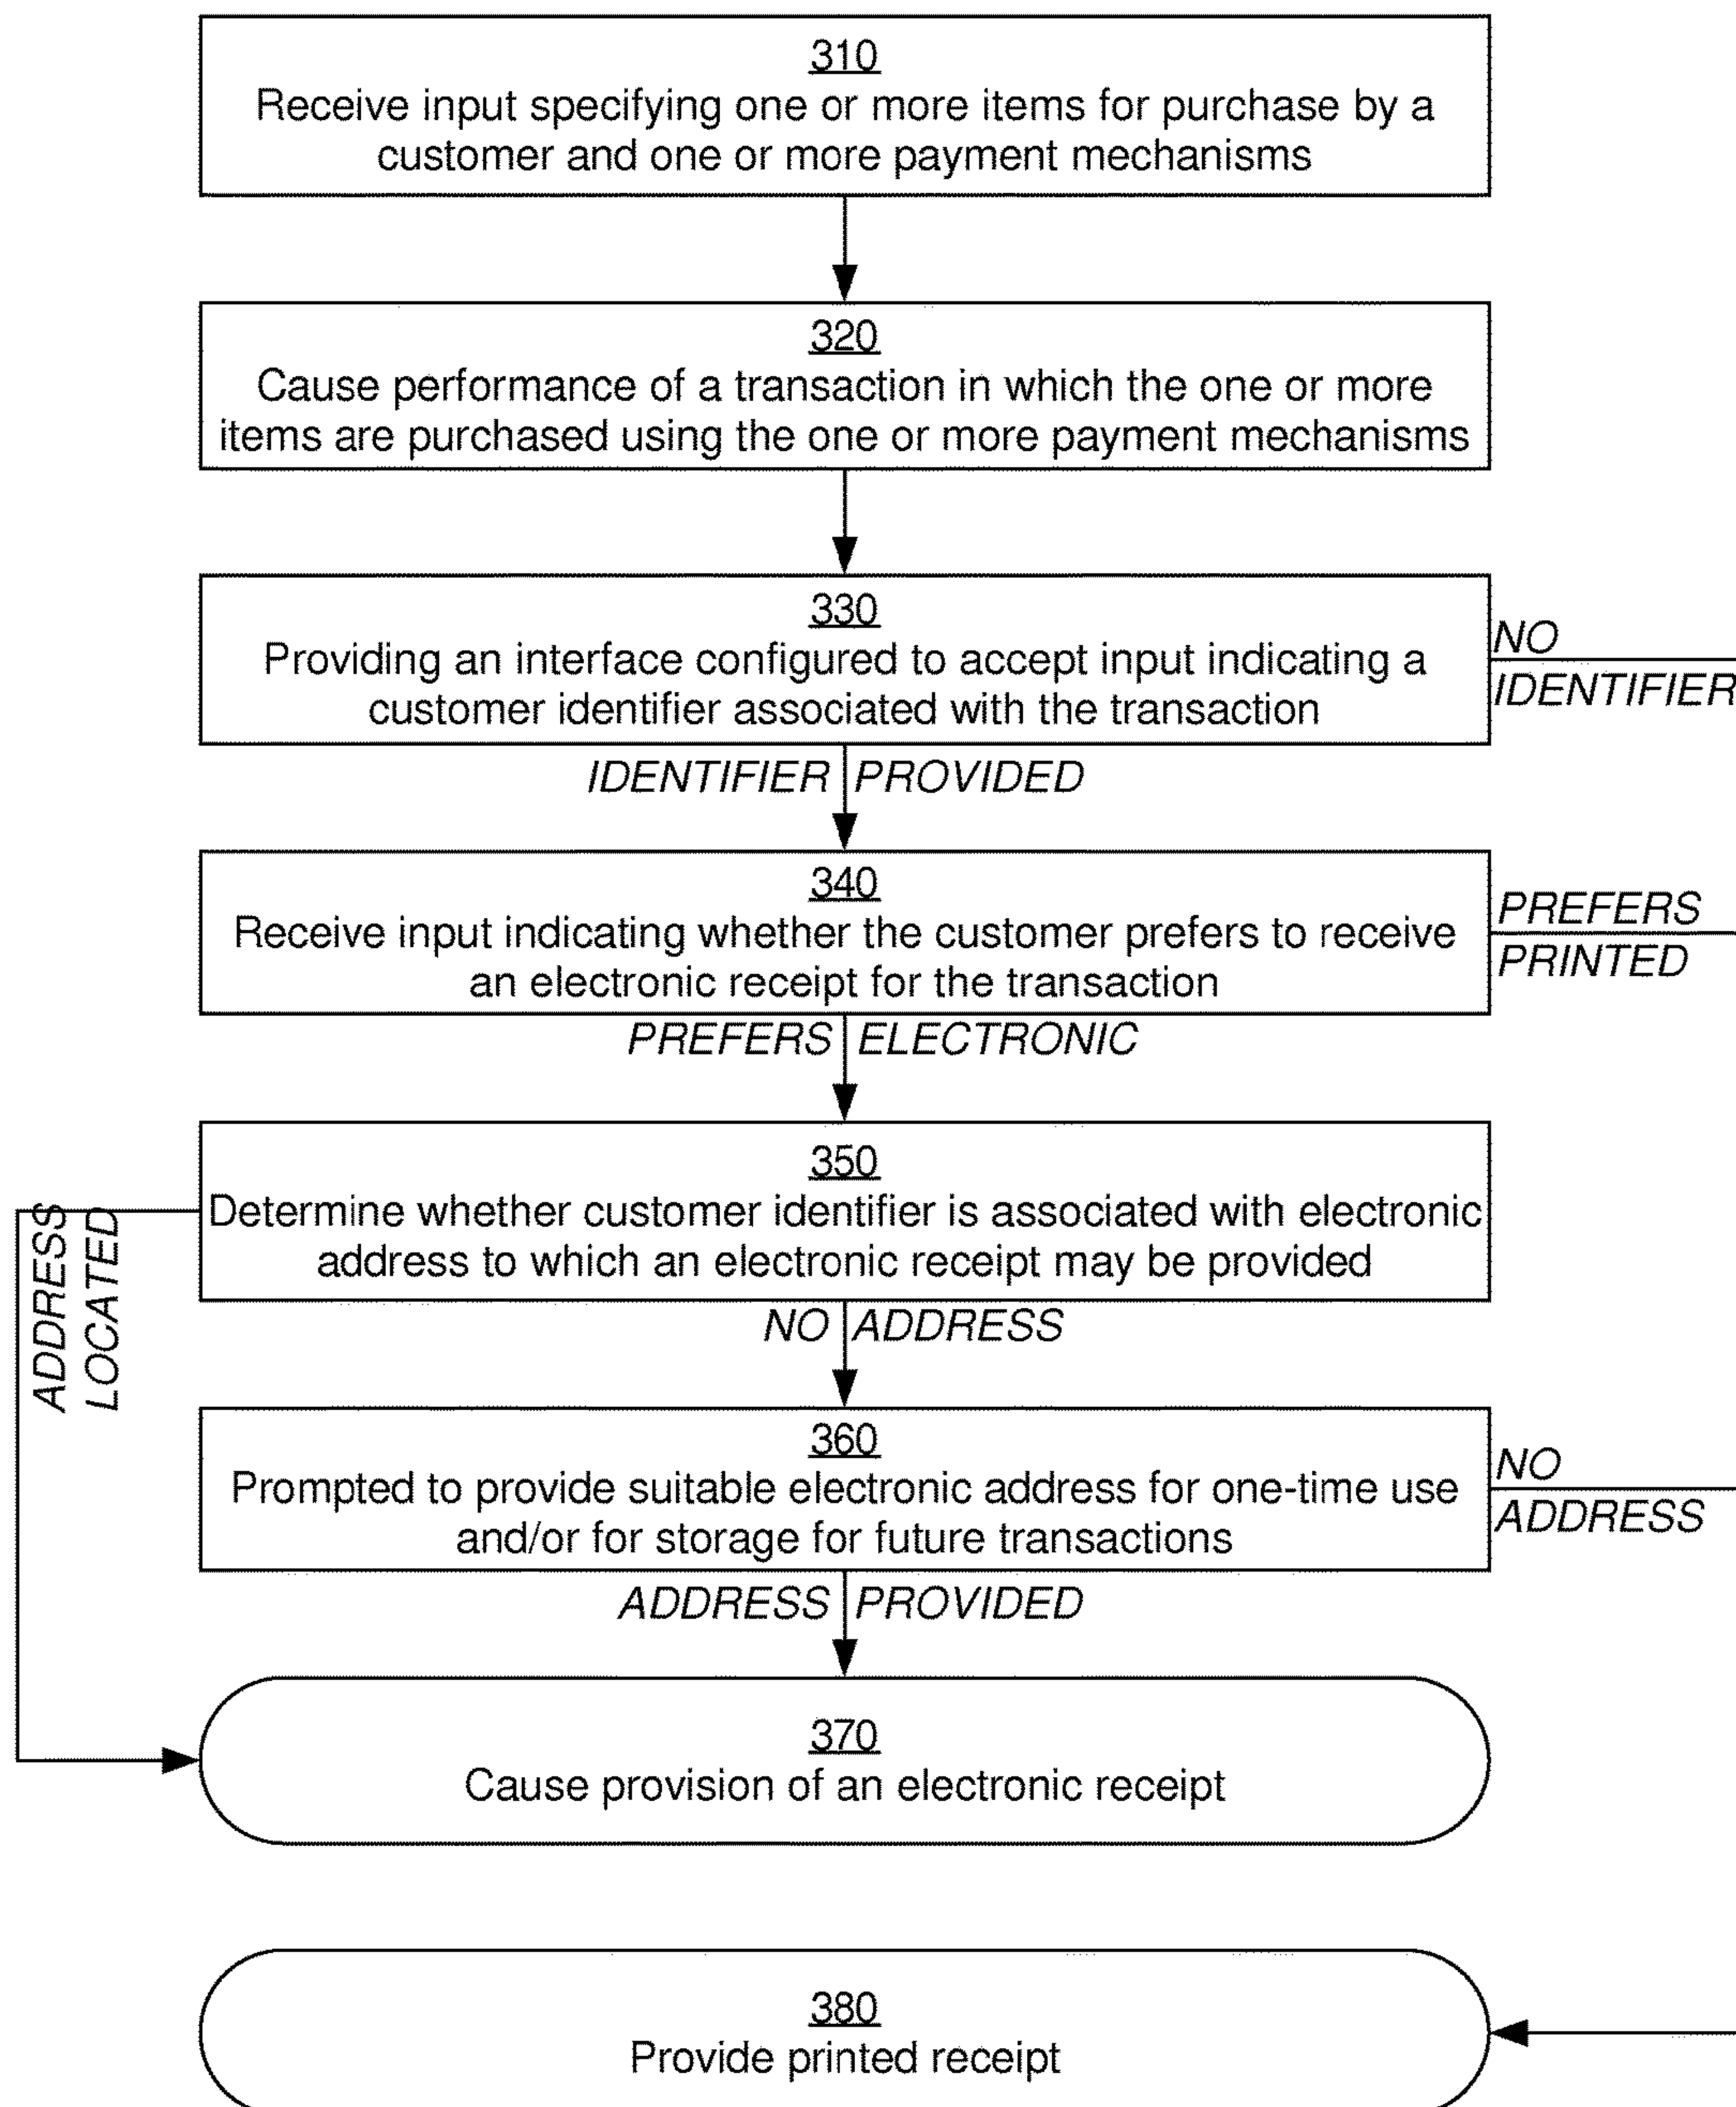 310
Receive input specifying one or more items for purchase by a
customer and one or more payment mechanisms
320
Cause performance of a transaction in which the one or more
items are purchased using the one or more payment mechanisms
330
Providing an interface configured to accept input indicating a
customer identifier associated with the transaction
NO
IDENTIFIER
IDENTIFIER PROVIDED
340
Receive input indicating whether the customer prefers to receive
an electronic receipt for the transaction
PREFERS
PRINTED
PREFERS ELECTRONIC
350
Determine whether customer identifier is associated with electronic
address to which an electronic receipt may be provided
ADDRESS
LOCATED
NO ADDRESS
360
Prompted to provide suitable electronic address for one-time use
and/or for storage for future transactions
NO
ADDRESS
ADDRESS PROVIDED
370
Cause provision of an electronic receipt
380
Provide printed receipt